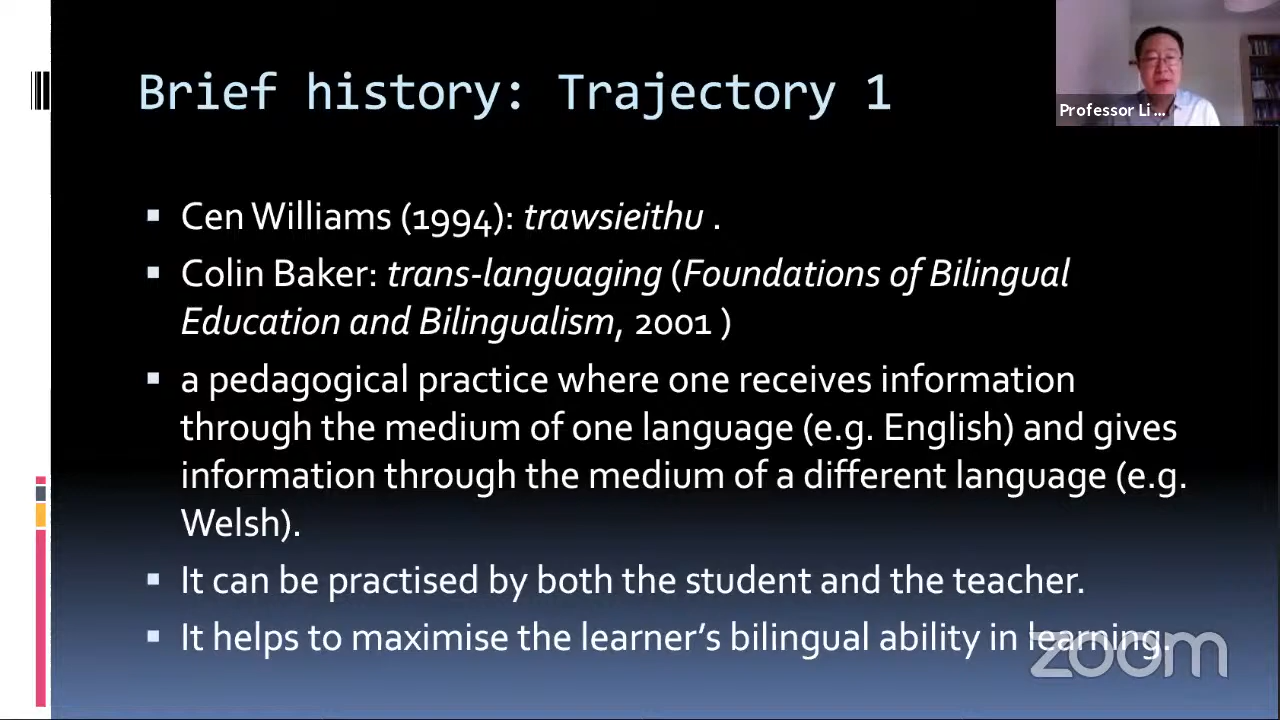 Brief history: Trajectory 1
Professor Li ...
▪ Cen Williams (1994): trawsieithu .
▪ Colin Baker: trans-languaging (Foundations of Bilingual
Education and Bilingualism, 2001 )
▪ a pedagogical practice where one receives information
through the medium of one language (e.g. English) and gives
information through the medium of a different language (e.g.
Welsh).
▪ It can be practised by both the student and the teacher.
▪ It helps to maximise the learner’s bilingual ability in learning.
zoom